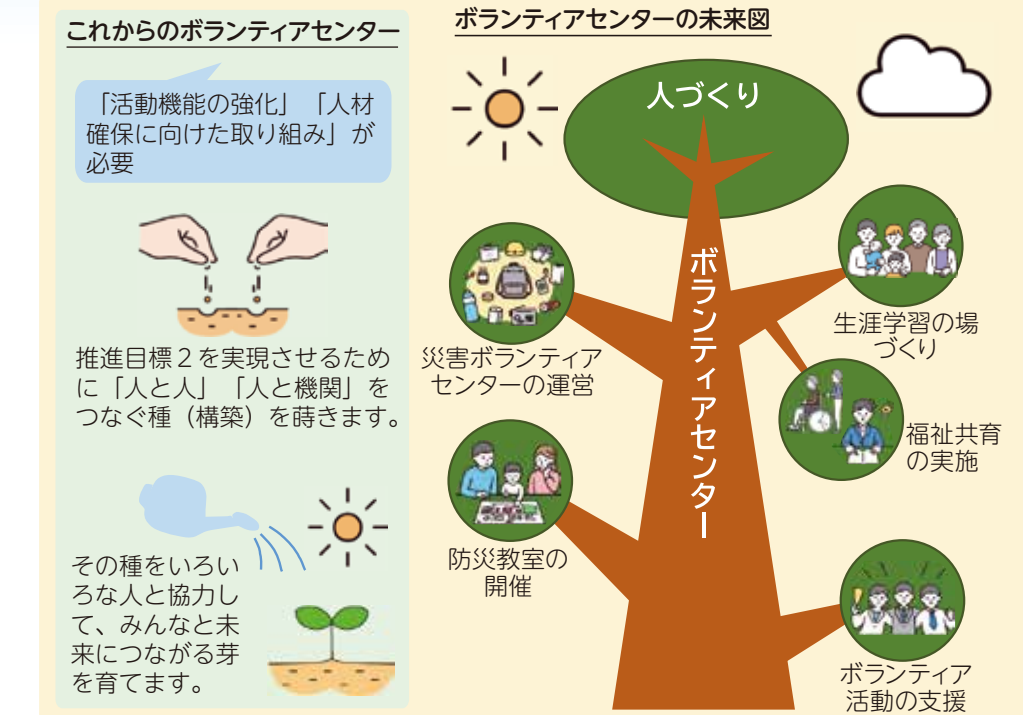 これからのボランティアセンター
「活動機能の強化」「人材
確保に向けた取り組み」が
必要
推進目標2を実現させるため
に「人と人」「人と機関」を
つなぐ種（構築）を蒔きます。
その種をいろい
ろな人と協力し
て、みんなと未
来につながる芽
を育てます。
ボランティアセンターの未来図
人づくり
ボランティアセンター
災害ボランティア
センターの運営
生涯学習の場
づくり
福祉共育
の実施
防災教室の
開催
ボランティア
活動の支援